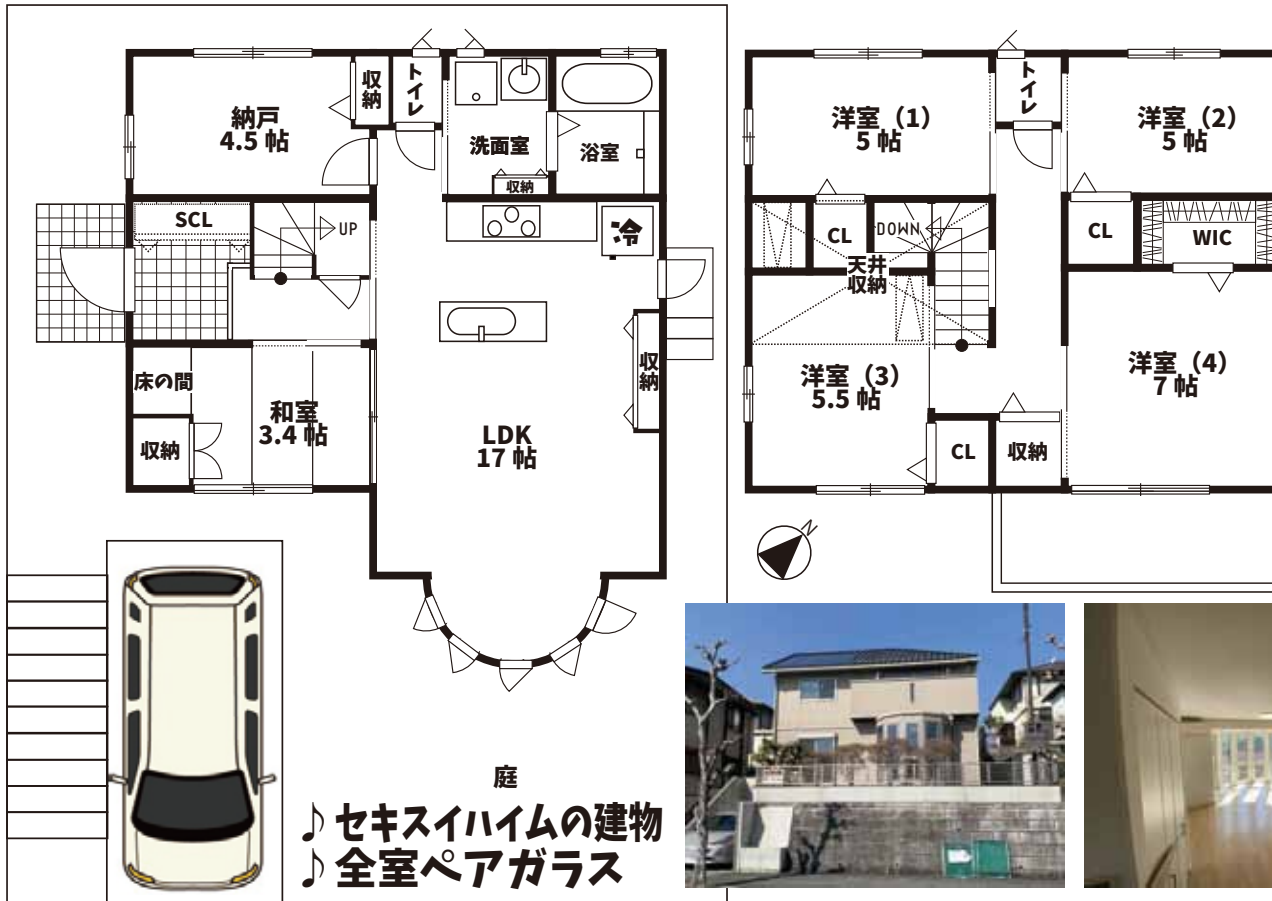 納戸
4.5 帖
収納
トイレ
洗面室
収納
浴室
SCL
UP
冷
床の間
収納
和室
3.4 帖
LDK
17 帖
収納
庭
♪セキスイハイムの建物
♪全室ペアガラス
洋室（1）
5 帖
トイレ
洋室（2）
5 帖
CL
DOWN
天井
収納
CL
WIC
洋室（3）
5.5 帖
CL
収納
洋室（4）
7 帖
N